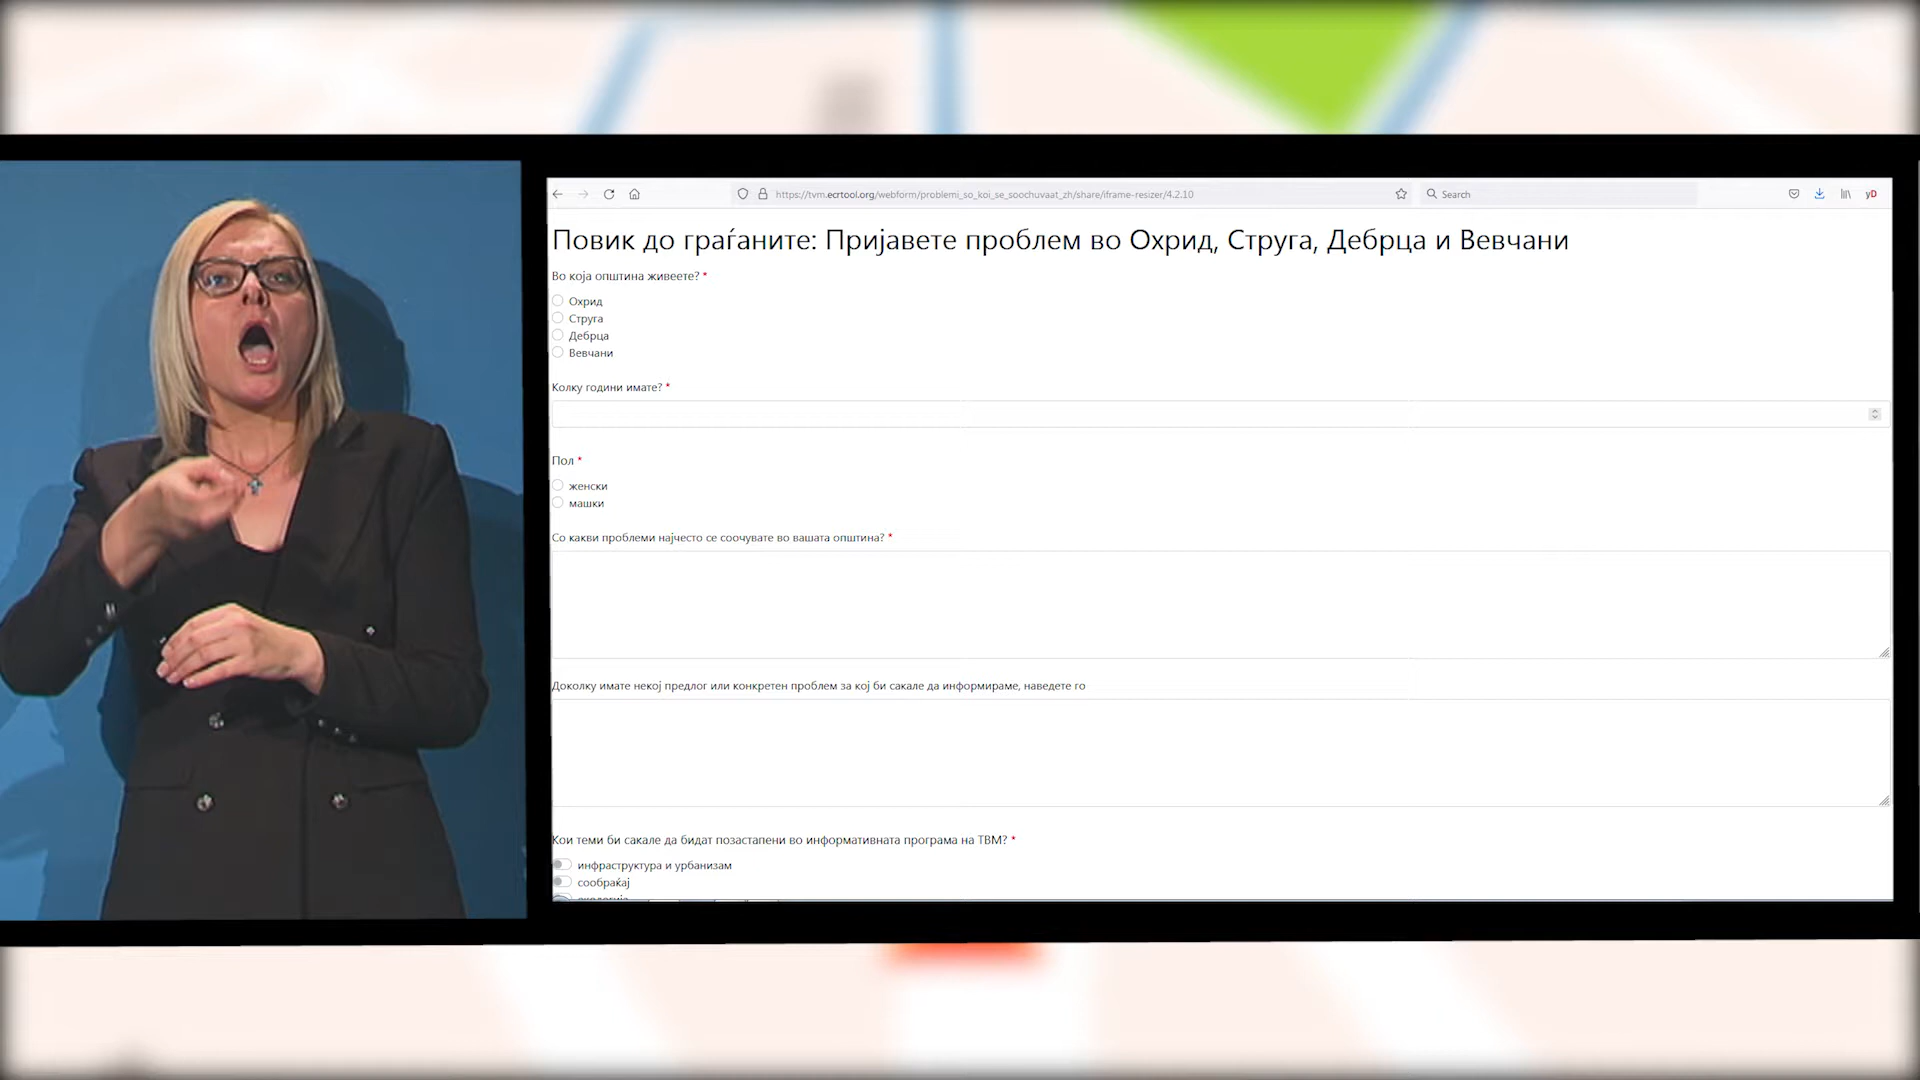 https://tvm.ecrtool.org/webform/problemi_so_koi_se_soochuvaat_zh/share/iframe-resizer/4.2.10
Search
Повик до граѓаните: Пријавете проблем во Охрид, Струга, Дебрца и Вевчани
Во која општина живеете? *
Охрид
Струга
Дебрца
Вевчани
Колку години имате? *
Пол *
женски
машки
Со какви проблеми најчесто се соочувате во вашата општина? *
Доколку имате некој предлог или конкретен проблем за кој би сакале да информираме, наведете го
Кои теми би сакале да бидат позастапени во информативната програма на ТВМ? *
инфраструктура и урбанизам
сообраќај